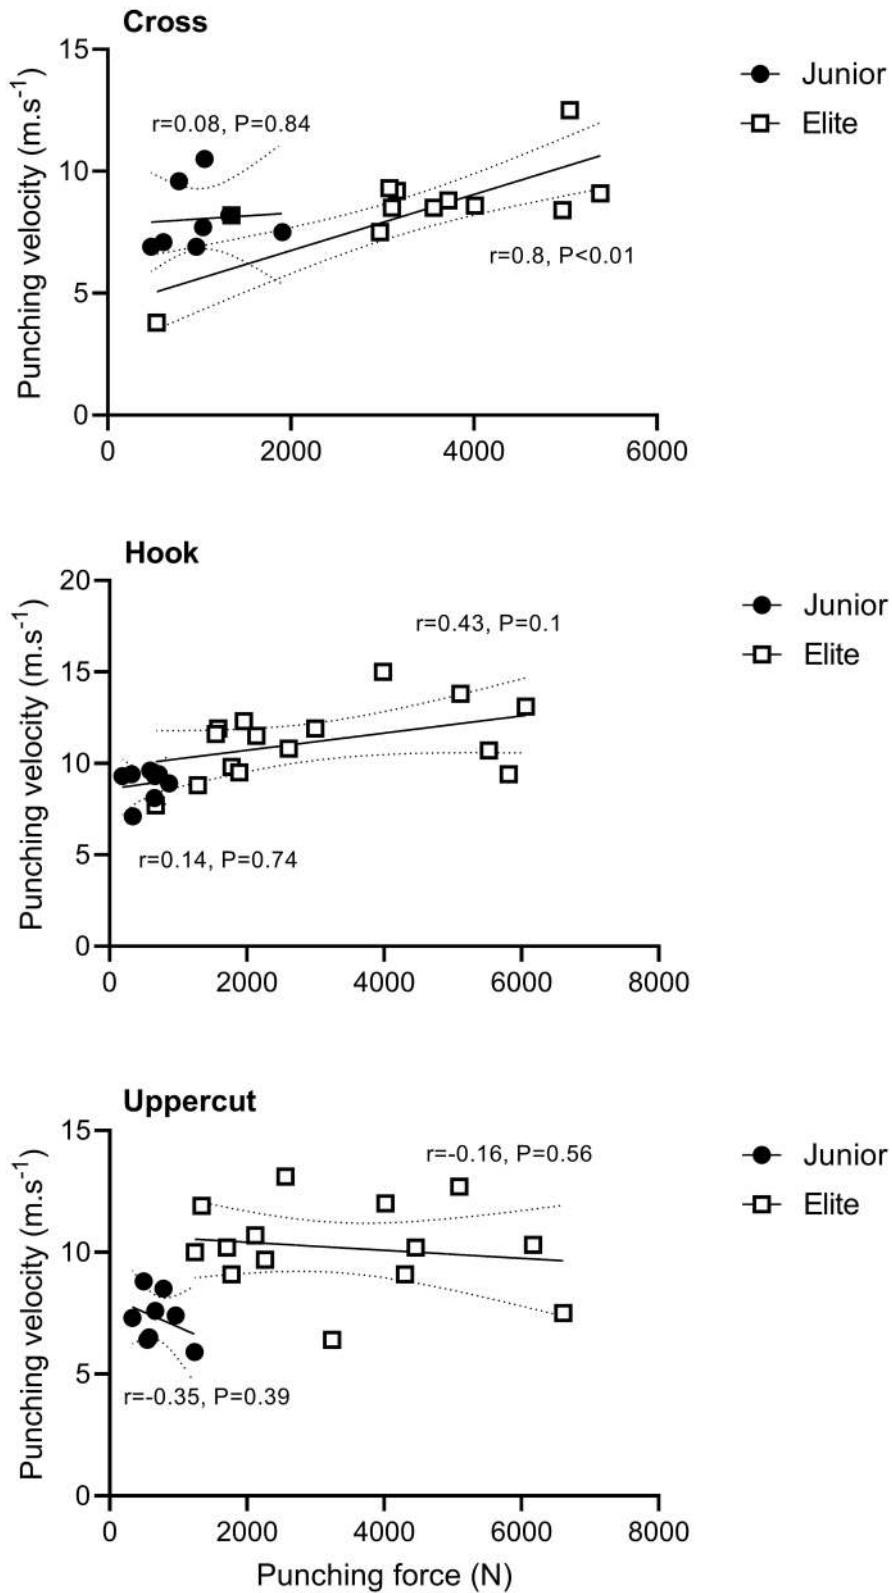 Cross
15
10
5
0
Punching velocity (m.s-1)
r=0.08, P=0.84
r=0.8, P<0.01
Junior
Elite
0 2000 4000 6000
Hook
20
15
10
5
0
Punching velocity (m.s-1)
r=0.43, P=0.1
r=0.14, P=0.74
Junior
Elite
0 2000 4000 6000 8000
Uppercut
15
10
5
0
Punching velocity (m.s-1)
r=-0.16, P=0.56
r=-0.35, P=0.39
Junior
Elite
0 2000 4000 6000 8000
Punching force (N)